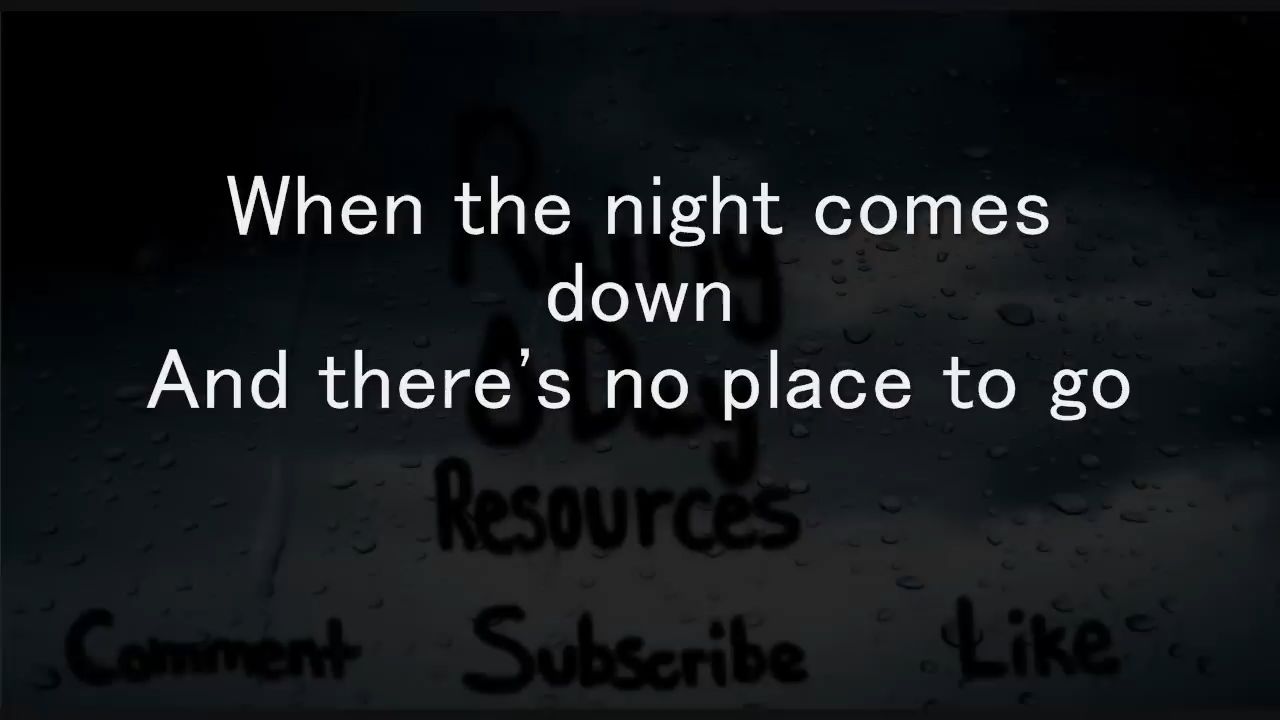 When the night comes
down
And there's no place to go
Rainy
Day
Resources
Comment Subscribe Like